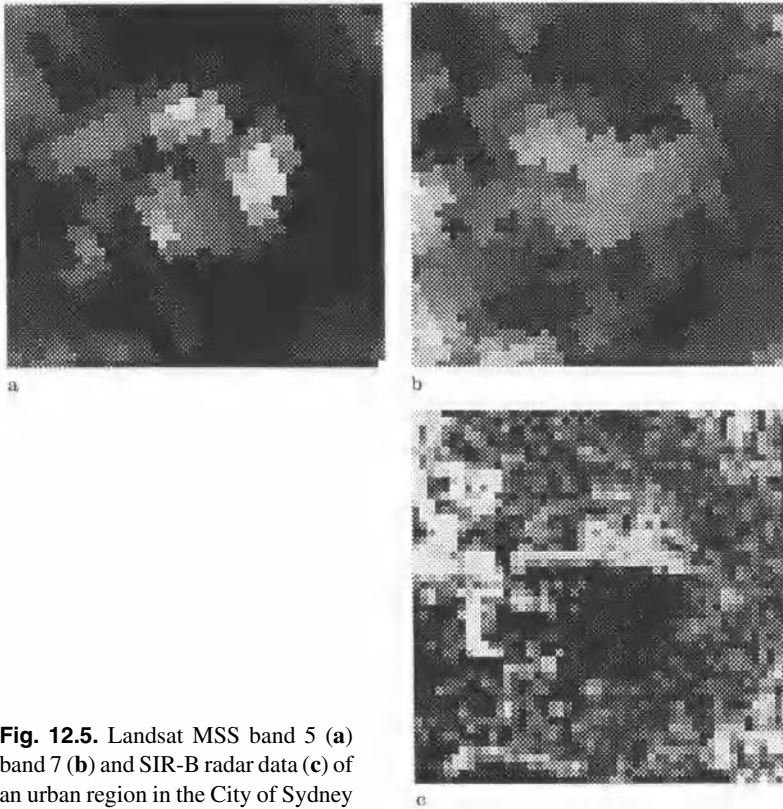 a
b
Fig. 12.5. Landsat MSS band 5 (a)
band 7 (b) and SIR-B radar data (c) of
an urban region in the City of Sydney
c